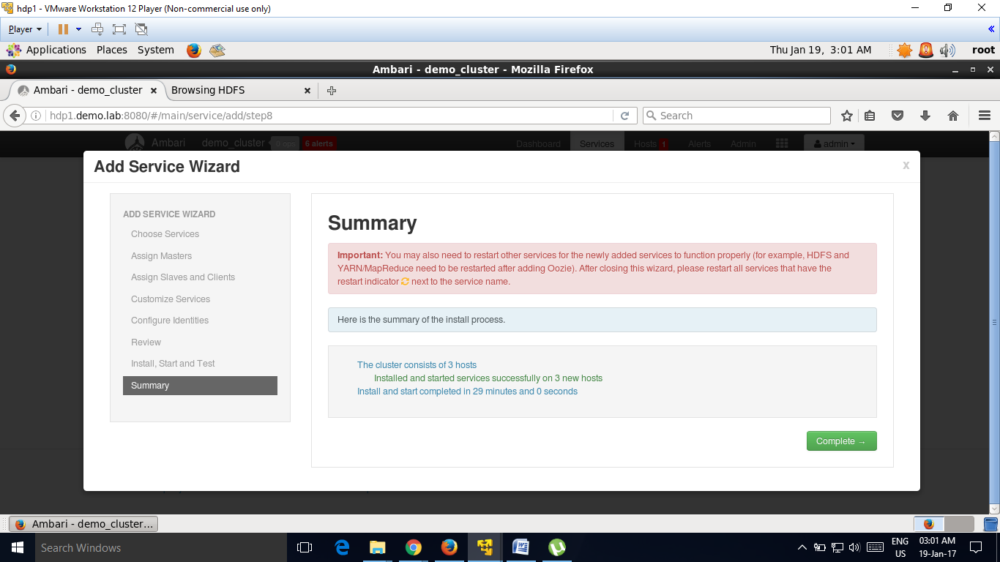 hdp1 - VMware Workstation 12 Player (Non-commercial use only)
Player
Applications Places System Thu Jan 19, 3:01 AM root
Ambari - demo_cluster - Mozilla Firefox
Ambari - demo_cluster Browsing HDFS
hdp1.demo.lab:8080/#/main/service/add/step8 Search
Ambari demo_cluster 0 ops 6 alerts Dashboard Services Hosts 1 Alerts Admin admin
Add Service Wizard x
ADD SERVICE WIZARD
Choose Services
Assign Masters
Assign Slaves and Clients
Customize Services
Configure Identities
Review
Install, Start and Test
Summary
Summary
Important: You may also need to restart other services for the newly added services to function properly (for example, HDFS and
YARN/MapReduce need to be restarted after adding Oozie). After closing this wizard, please restart all services that have the
restart indicator next to the service name.
Here is the summary of the install process.
The cluster consists of 3 hosts
Installed and started services successfully on 3 new hosts
Install and start completed in 29 minutes and 0 seconds
Complete →
Ambari - demo_cluster...
Search Windows
ENG
US
03:01 AM
19-Jan-17